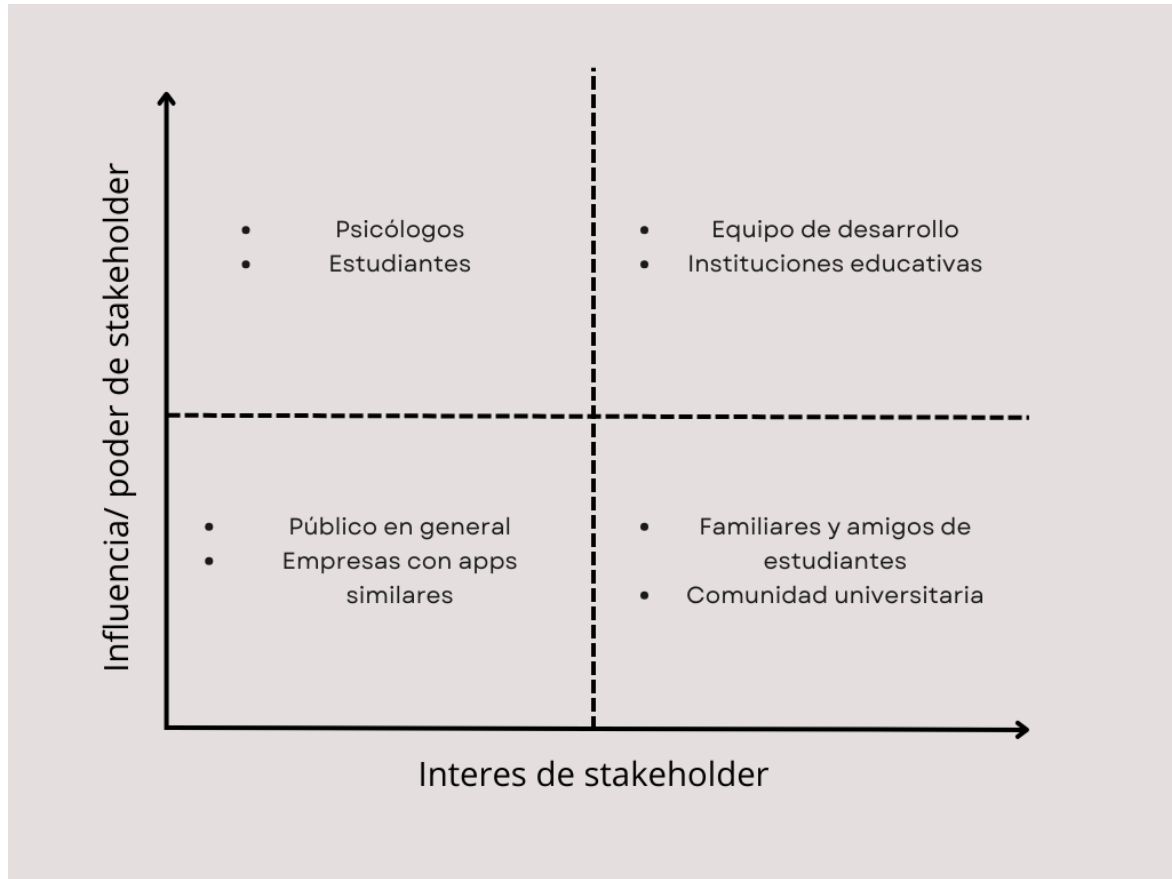 Influencia/ poder de stakeholder
• Psicólogos
• Estudiantes
• Equipo de desarrollo
• Instituciones educativas
• Público en general
• Empresas con apps
similares
• Familiares y amigos de
estudiantes
• Comunidad universitaria
Interes de stakeholder